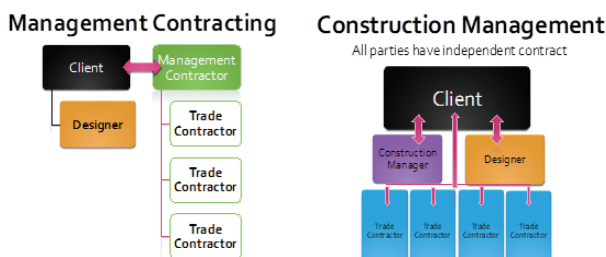 Management Contracting
Client
Management
Contractor
Designer
Trade
Contractor
Trade
Contractor
Trade
Contractor
Construction Management
All parties have independent contract
Client
Construction
Manager
Designer
Trade
Contractor
Trade
Contractor
Trade
Contractor
Trade
Contractor